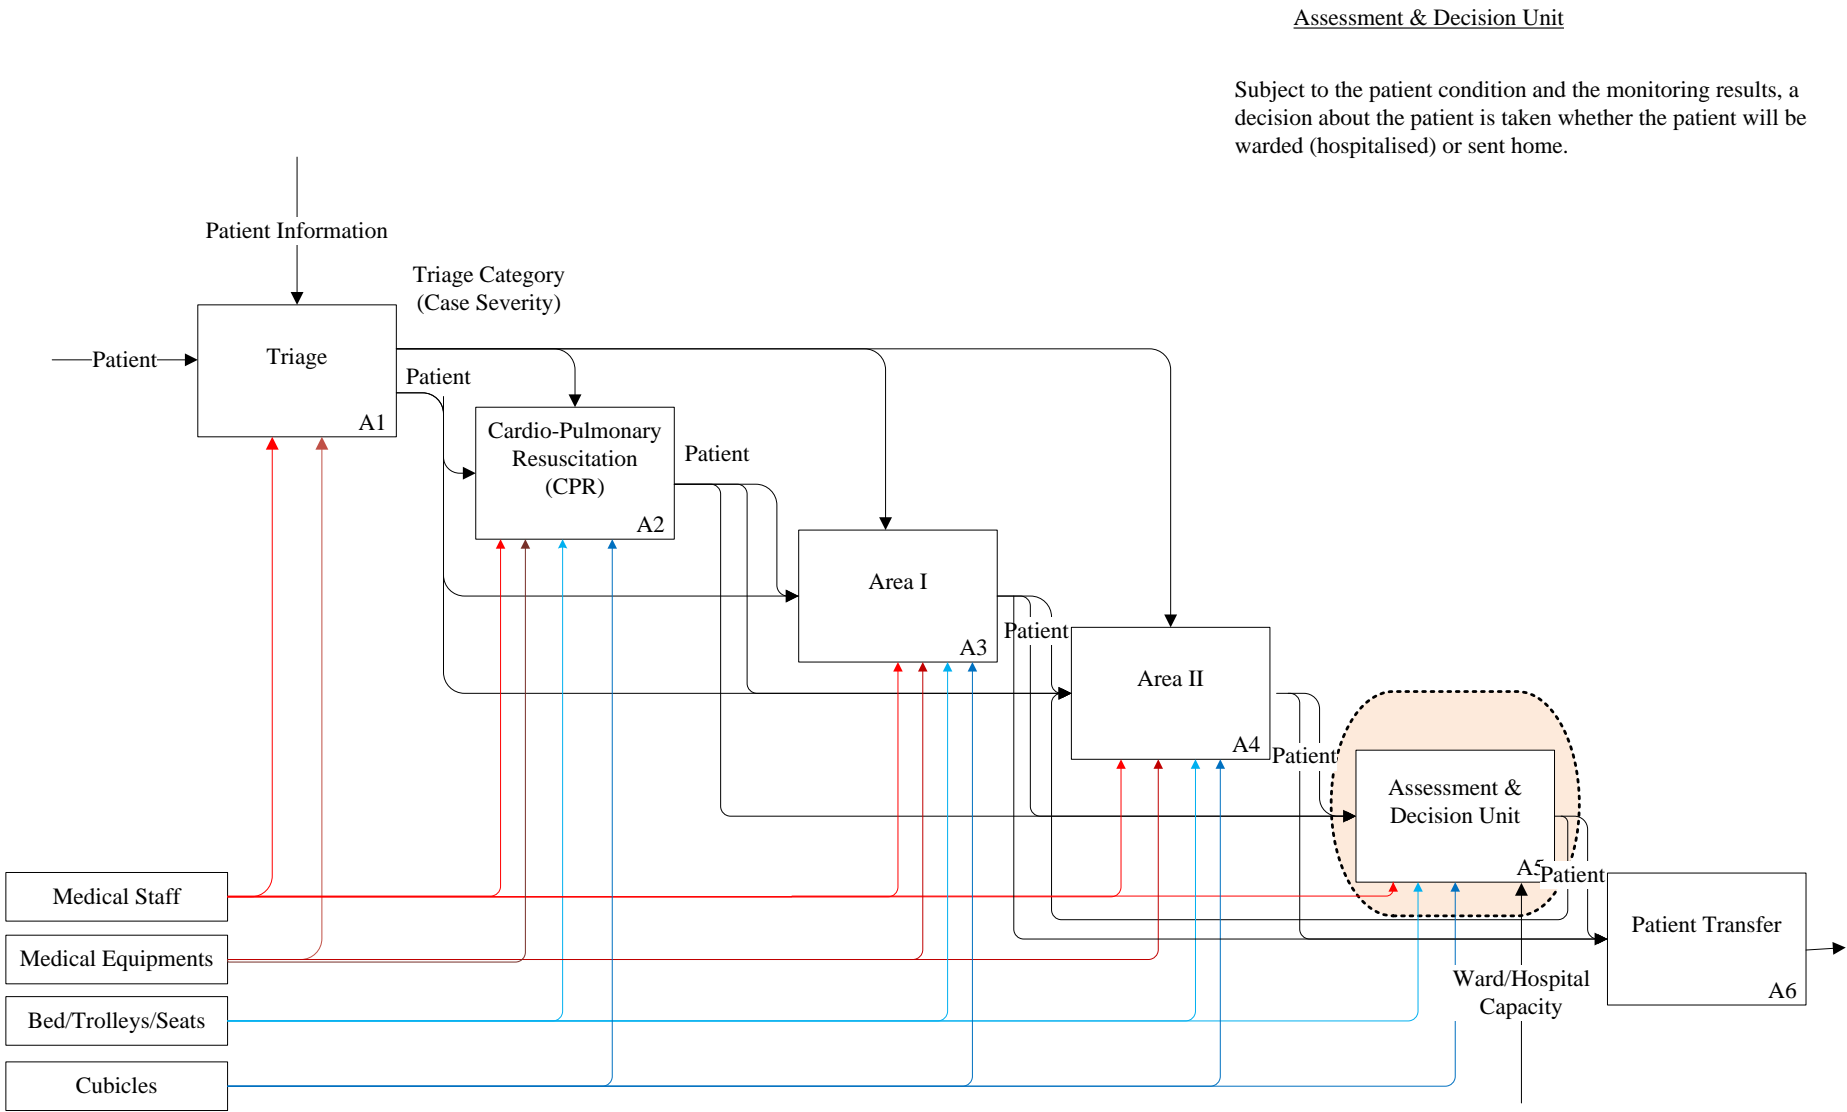 Assessment & Decision Unit
Subject to the patient condition and the monitoring results, a
decision about the patient is taken whether the patient will be
warded (hospitalised) or sent home.
Patient Information
Triage Category
(Case Severity)
Patient
Triage
A1
Patient
Cardio-Pulmonary
Resuscitation
(CPR)
A2
Patient
Area I
A3
Patient
Area II
A4
Patient
Assessment &
Decision Unit
A5
Patient
Patient Transfer
A6
Medical Staff
Medical Equipments
Bed/Trolleys/Seats
Cubicles
Ward/Hospital
Capacity